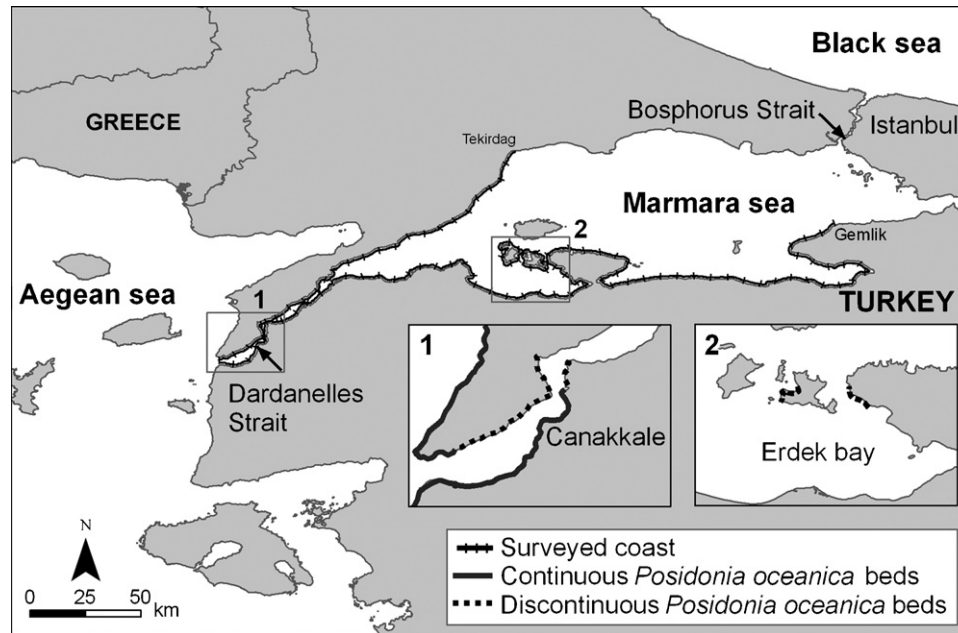 Black sea
Bosphorus Strait
Istanbul
GREECE
Tekirdag
Marmara sea
2
Gemlik
Aegean sea
1
TURKEY
Dardanelles
Strait
1
Canakkale
2
Erdek bay
N
0 25 50
km
Surveyed coast
Continuous Posidonia oceanica beds
Discontinuous Posidonia oceanica beds